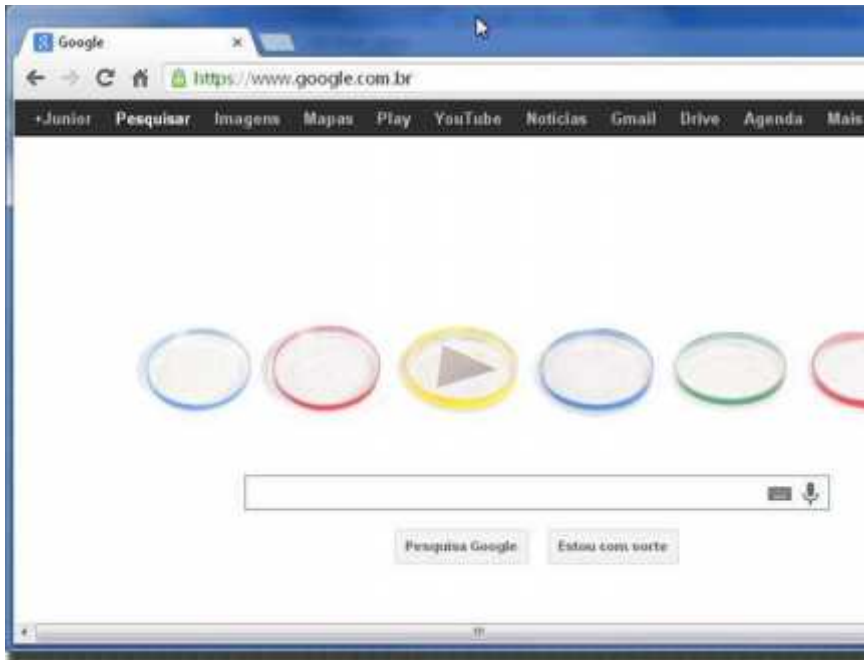 Google
https://www.google.com.br
+Junior Pesquisar Imagens Mapas Play YouTube Notícias Gmail Drive Agenda Mais
Pesquisa Google Estou com sorte